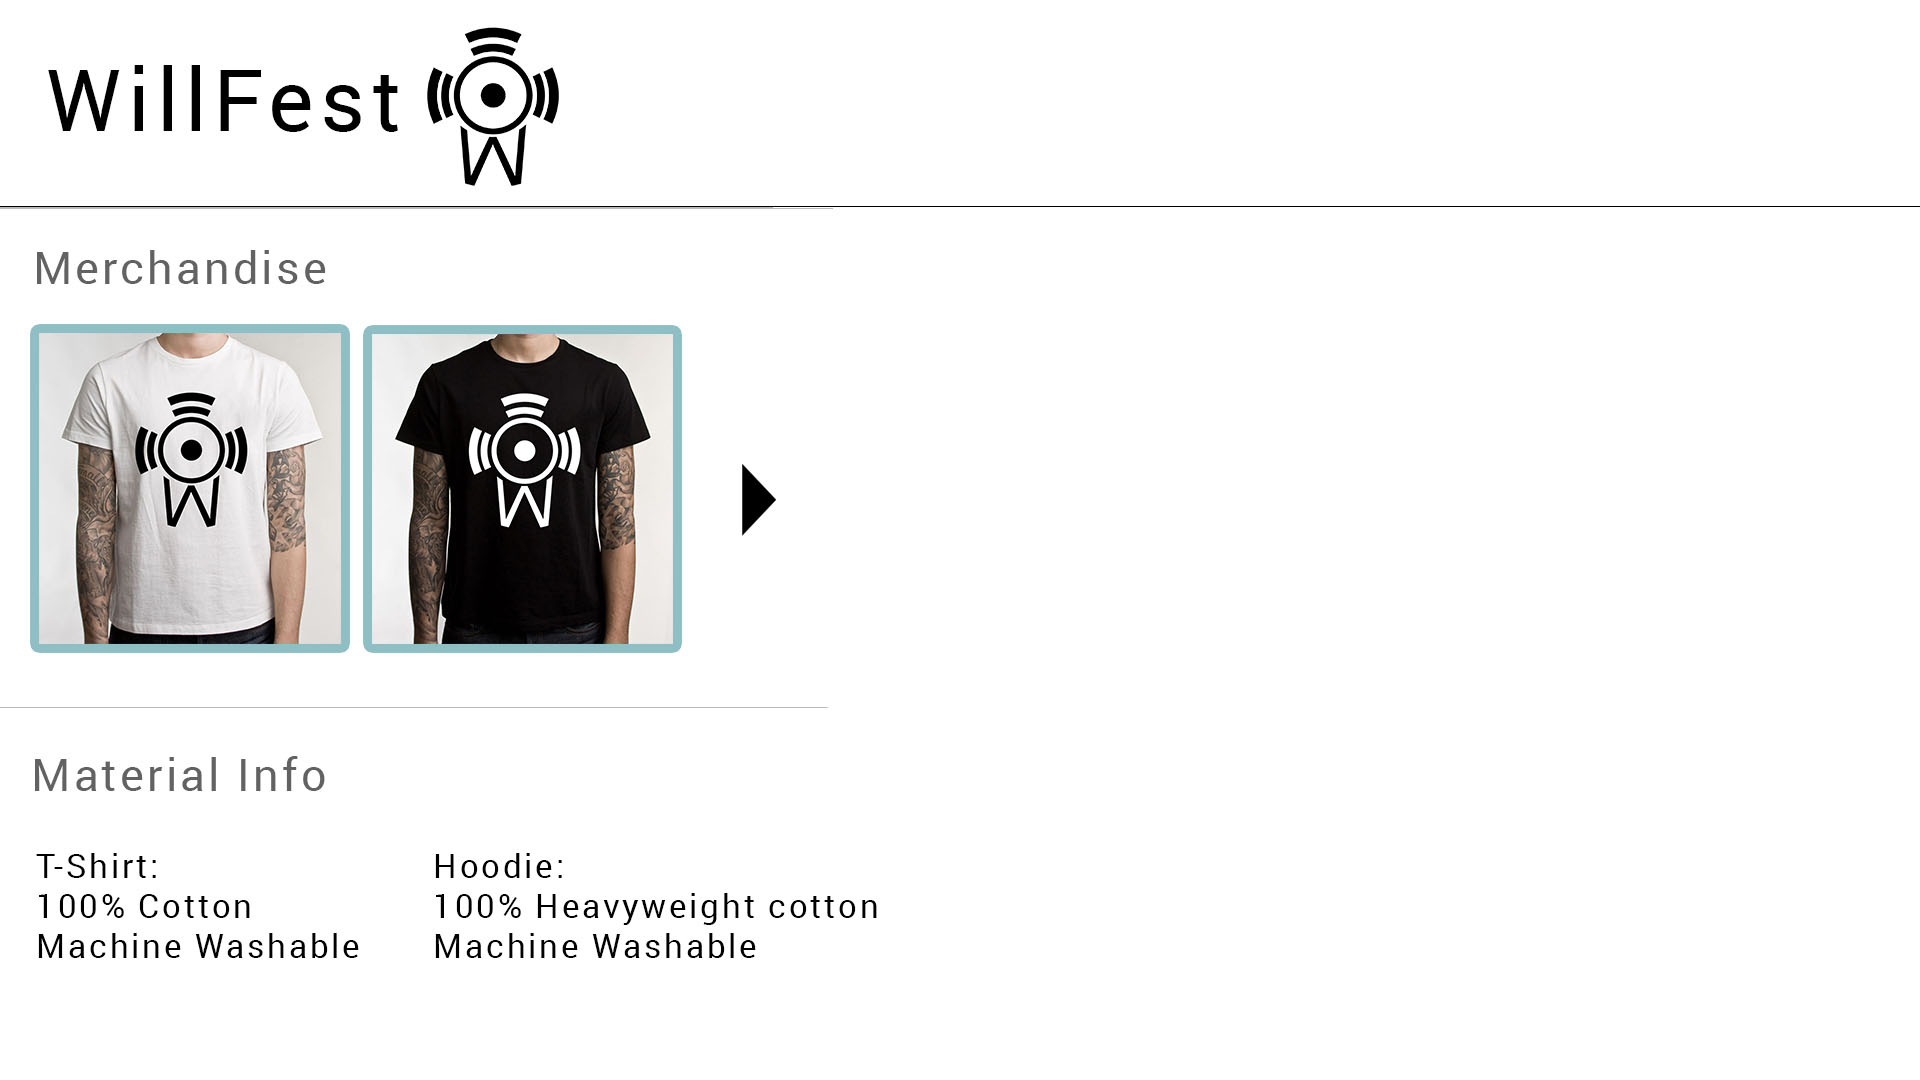 WillFest
Merchandise
Material Info
T-Shirt:
100% Cotton
Machine Washable
Hoodie:
100% Heavyweight cotton
Machine Washable